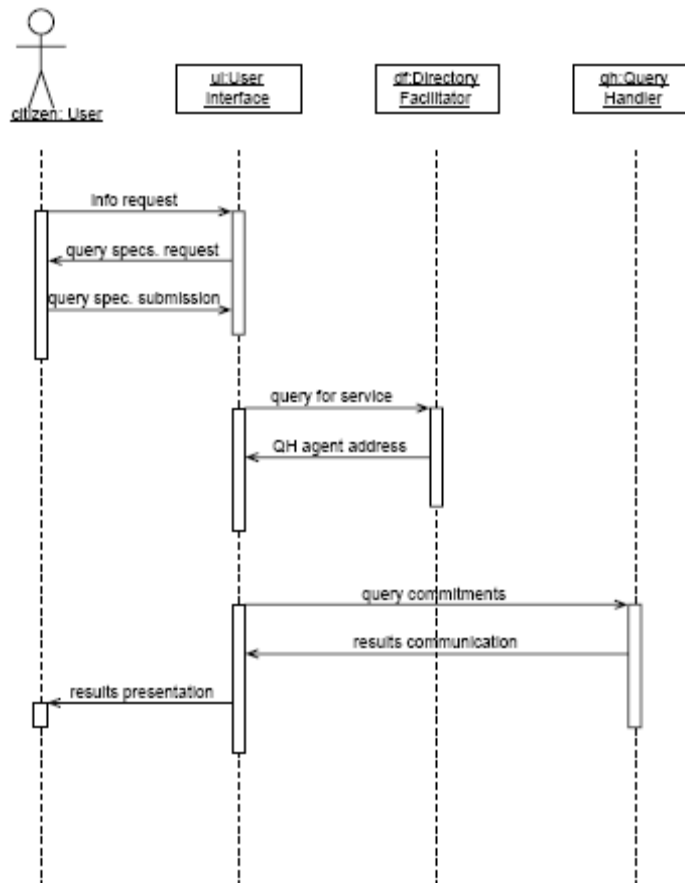 citizen: User
ui:User
Interface
df:Directory
Facilitator
qh:Query
Handler
Info request
query specs. request
query spec. submission
query for service
QH agent address
query commitments
results communication
results presentation